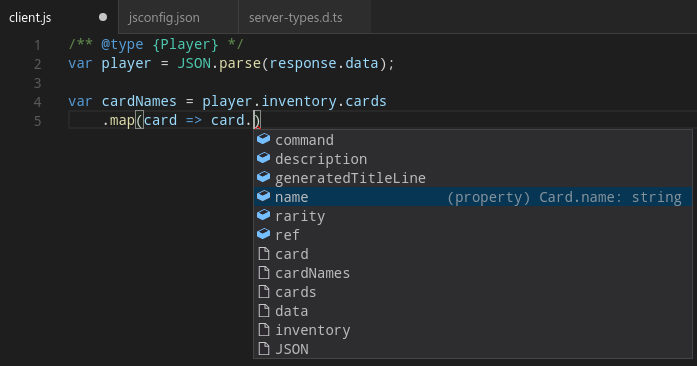 client.js jsconfig.json server-types.d.ts
1 /** @type {Player} */
2 var player = JSON.parse(response.data);
3
4 var cardNames = player.inventory.cards
5 .map(card => card.)
command
description
generatedTitleLine
name (property) Card.name: string
rarity
ref
card
cardNames
cards
data
inventory
JSON